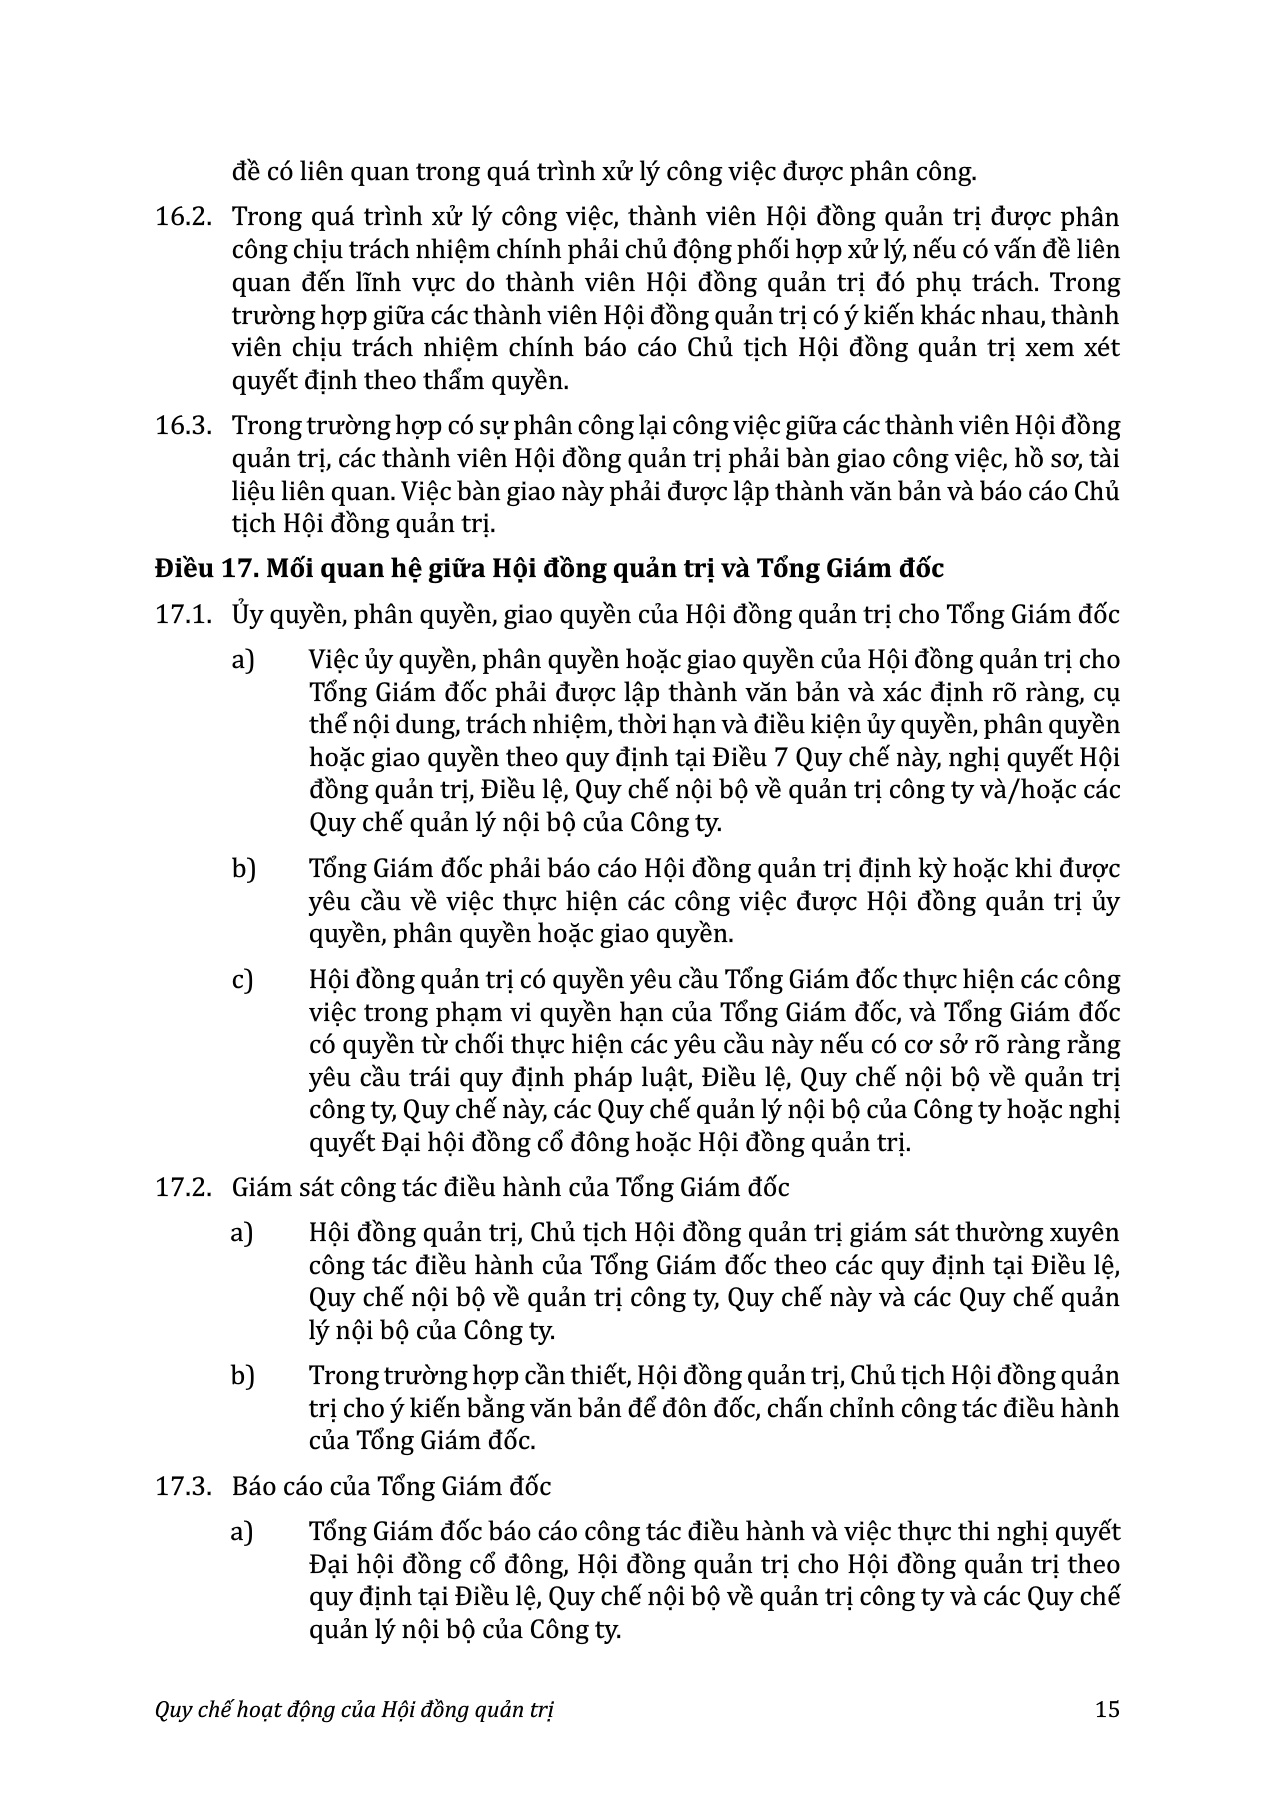 đề có liên quan trong quá trình xử lý công việc được phân công.
16.2. Trong quá trình xử lý công việc, thành viên Hội đồng quản trị được phân
công chịu trách nhiệm chính phải chủ động phối hợp xử lý, nếu có vấn đề liên
quan đến lĩnh vực do thành viên Hội đồng quản trị đó phụ trách. Trong
trường hợp giữa các thành viên Hội đồng quản trị có ý kiến khác nhau, thành
viên chịu trách nhiệm chính báo cáo Chủ tịch Hội đồng quản trị xem xét
quyết định theo thẩm quyền.
16.3. Trong trường hợp có sự phân công lại công việc giữa các thành viên Hội đồng
quản trị, các thành viên Hội đồng quản trị phải bàn giao công việc, hồ sơ, tài
liệu liên quan. Việc bàn giao này phải được lập thành văn bản và báo cáo Chủ
tịch Hội đồng quản trị.
Điều 17. Mối quan hệ giữa Hội đồng quản trị và Tổng Giám đốc
17.1. Ủy quyền, phân quyền, giao quyền của Hội đồng quản trị cho Tổng Giám đốc
a) Việc ủy quyền, phân quyền hoặc giao quyền của Hội đồng quản trị cho
Tổng Giám đốc phải được lập thành văn bản và xác định rõ ràng, cụ
thể nội dung, trách nhiệm, thời hạn và điều kiện ủy quyền, phân quyền
hoặc giao quyền theo quy định tại Điều 7 Quy chế này, nghị quyết Hội
đồng quản trị, Điều lệ, Quy chế nội bộ về quản trị công ty và/hoặc các
Quy chế quản lý nội bộ của Công ty.
b) Tổng Giám đốc phải báo cáo Hội đồng quản trị định kỳ hoặc khi được
yêu cầu về việc thực hiện các công việc được Hội đồng quản trị ủy
quyền, phân quyền hoặc giao quyền.
c) Hội đồng quản trị có quyền yêu cầu Tổng Giám đốc thực hiện các công
việc trong phạm vi quyền hạn của Tổng Giám đốc, và Tổng Giám đốc
có quyền từ chối thực hiện các yêu cầu này nếu có cơ sở rõ ràng rằng
yêu cầu trái quy định pháp luật, Điều lệ, Quy chế nội bộ về quản trị
công ty, Quy chế này, các Quy chế quản lý nội bộ của Công ty hoặc nghị
quyết Đại hội đồng cổ đông hoặc Hội đồng quản trị.
17.2. Giám sát công tác điều hành của Tổng Giám đốc
a) Hội đồng quản trị, Chủ tịch Hội đồng quản trị giám sát thường xuyên
công tác điều hành của Tổng Giám đốc theo các quy định tại Điều lệ,
Quy chế nội bộ về quản trị công ty, Quy chế này và các Quy chế quản
lý nội bộ của Công ty.
b) Trong trường hợp cần thiết, Hội đồng quản trị, Chủ tịch Hội đồng quản
trị cho ý kiến bằng văn bản để đôn đốc, chấn chỉnh công tác điều hành
của Tổng Giám đốc.
17.3. Báo cáo của Tổng Giám đốc
a) Tổng Giám đốc báo cáo công tác điều hành và việc thực thi nghị quyết
Đại hội đồng cổ đông, Hội đồng quản trị cho Hội đồng quản trị theo
quy định tại Điều lệ, Quy chế nội bộ về quản trị công ty và các Quy chế
quản lý nội bộ của Công ty.
Quy chế hoạt động của Hội đồng quản trị 15